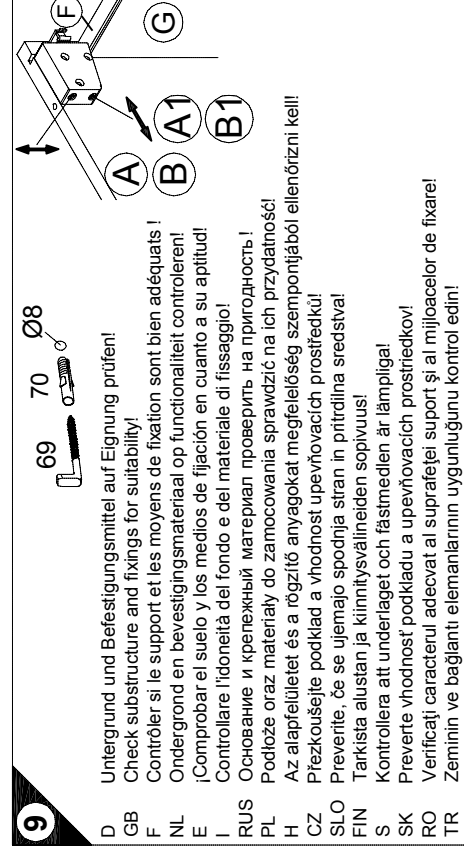 9
69
70
Ø8
F
G
A
A1
B
B1
D Untergrund und Befestigungsmittel auf Eignung prüfen!
GB Check substructure and fixings for suitability!
F Contrôler si le support et les moyens de fixation sont bien adéquats !
NL Ondergrond en bevestigingsmateriaal op functionaliteit controleren!
E ¡Comprobar el suelo y los medios de fijación en cuanto a su aptitud!
I Controllare l'idoneità del fondo e del materiale di fissaggio!
RUS Основание и крепежный материал проверить на пригодность!
PL Podłoże oraz materiały do zamocowania sprawdzić na ich przydatność!
H Az alapfelületet és a rögzítő anyagokat megfelelőség szempontjából ellenőrizni kell!
CZ Přezkoušejte podklad a vhodnost upevňovacích prostředků!
SLO Preverite, če se ujemajo spodnja stran in pritrdilna sredstva!
FIN Tarkista alustan ja kiinnitysvälineiden sopivuus!
S Kontrollera att underlaget och fästmeden är lämpliga!
SK Preverte vhodnosť podkladu a upevňovacích prostriedkov!
RO Verificaţi caracterul adecvat al suprafeţei suport şi al mijloacelor de fixare!
TR Zeminin ve bağlantı elemanlarının uygunluğunu kontrol edin!